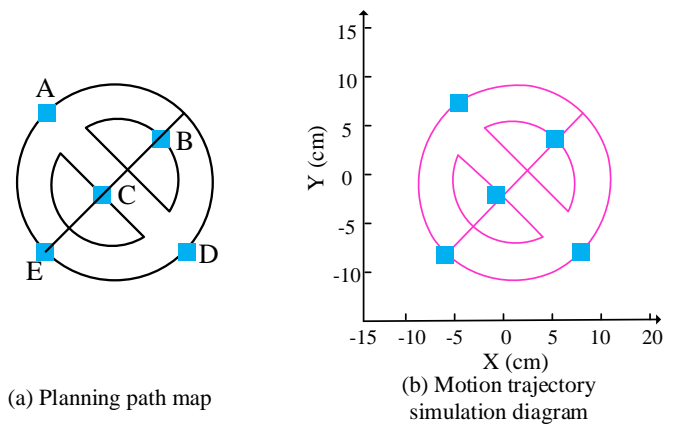 A
B
C
D
E
(a) Planning path map
15
10
5
0
-5
-10
Y (cm)
-15 -10 -5 0 5 10 15 20
X (cm)
(b) Motion trajectory
simulation diagram